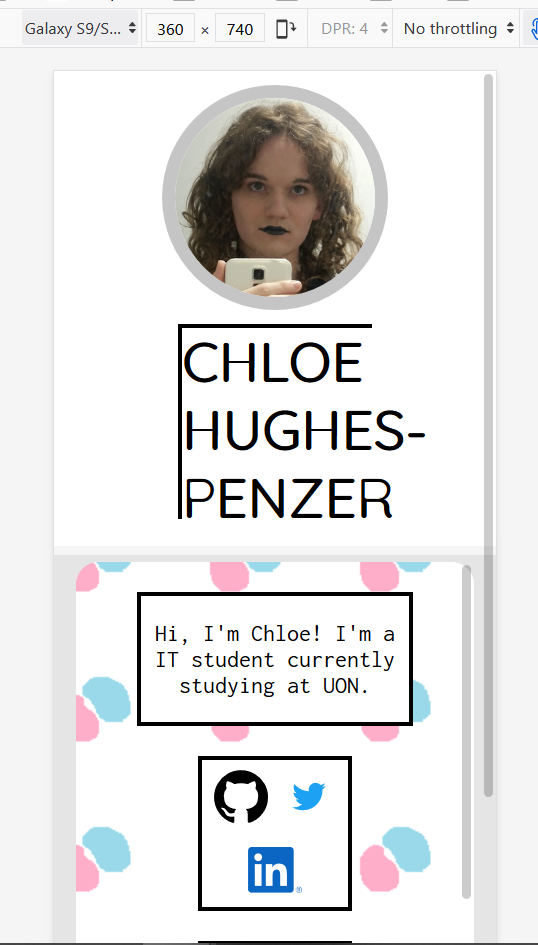 Galaxy S9/S... 360 × 740 DPR: 4 No throttling
CHLOE
HUGHES-
PENZER
Hi, I'm Chloe! I'm a
IT student currently
studying at UON.
in ®